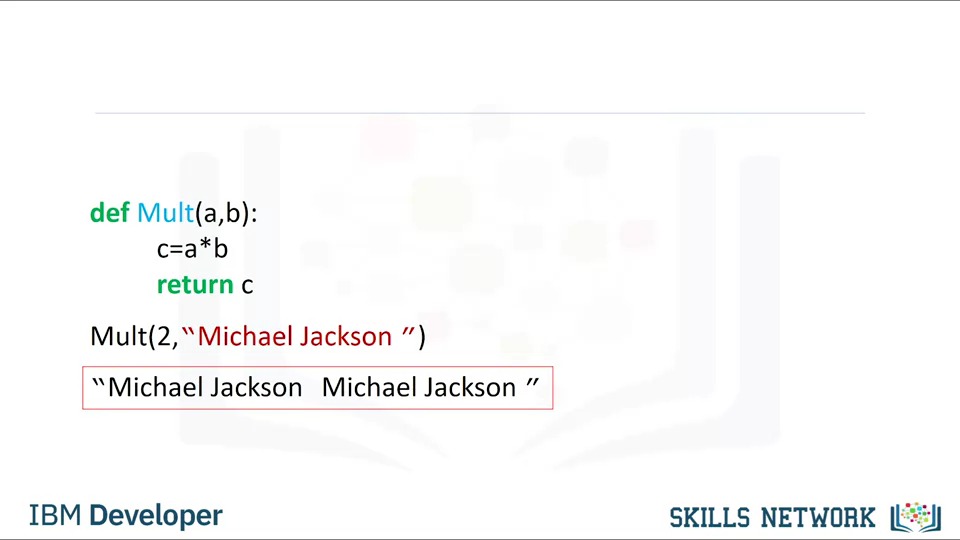 def Mult(a,b):
c=a*b
return c
Mult(2,“Michael Jackson ”)
“Michael Jackson  Michael Jackson ”
IBM Developer
SKILLS NETWORK